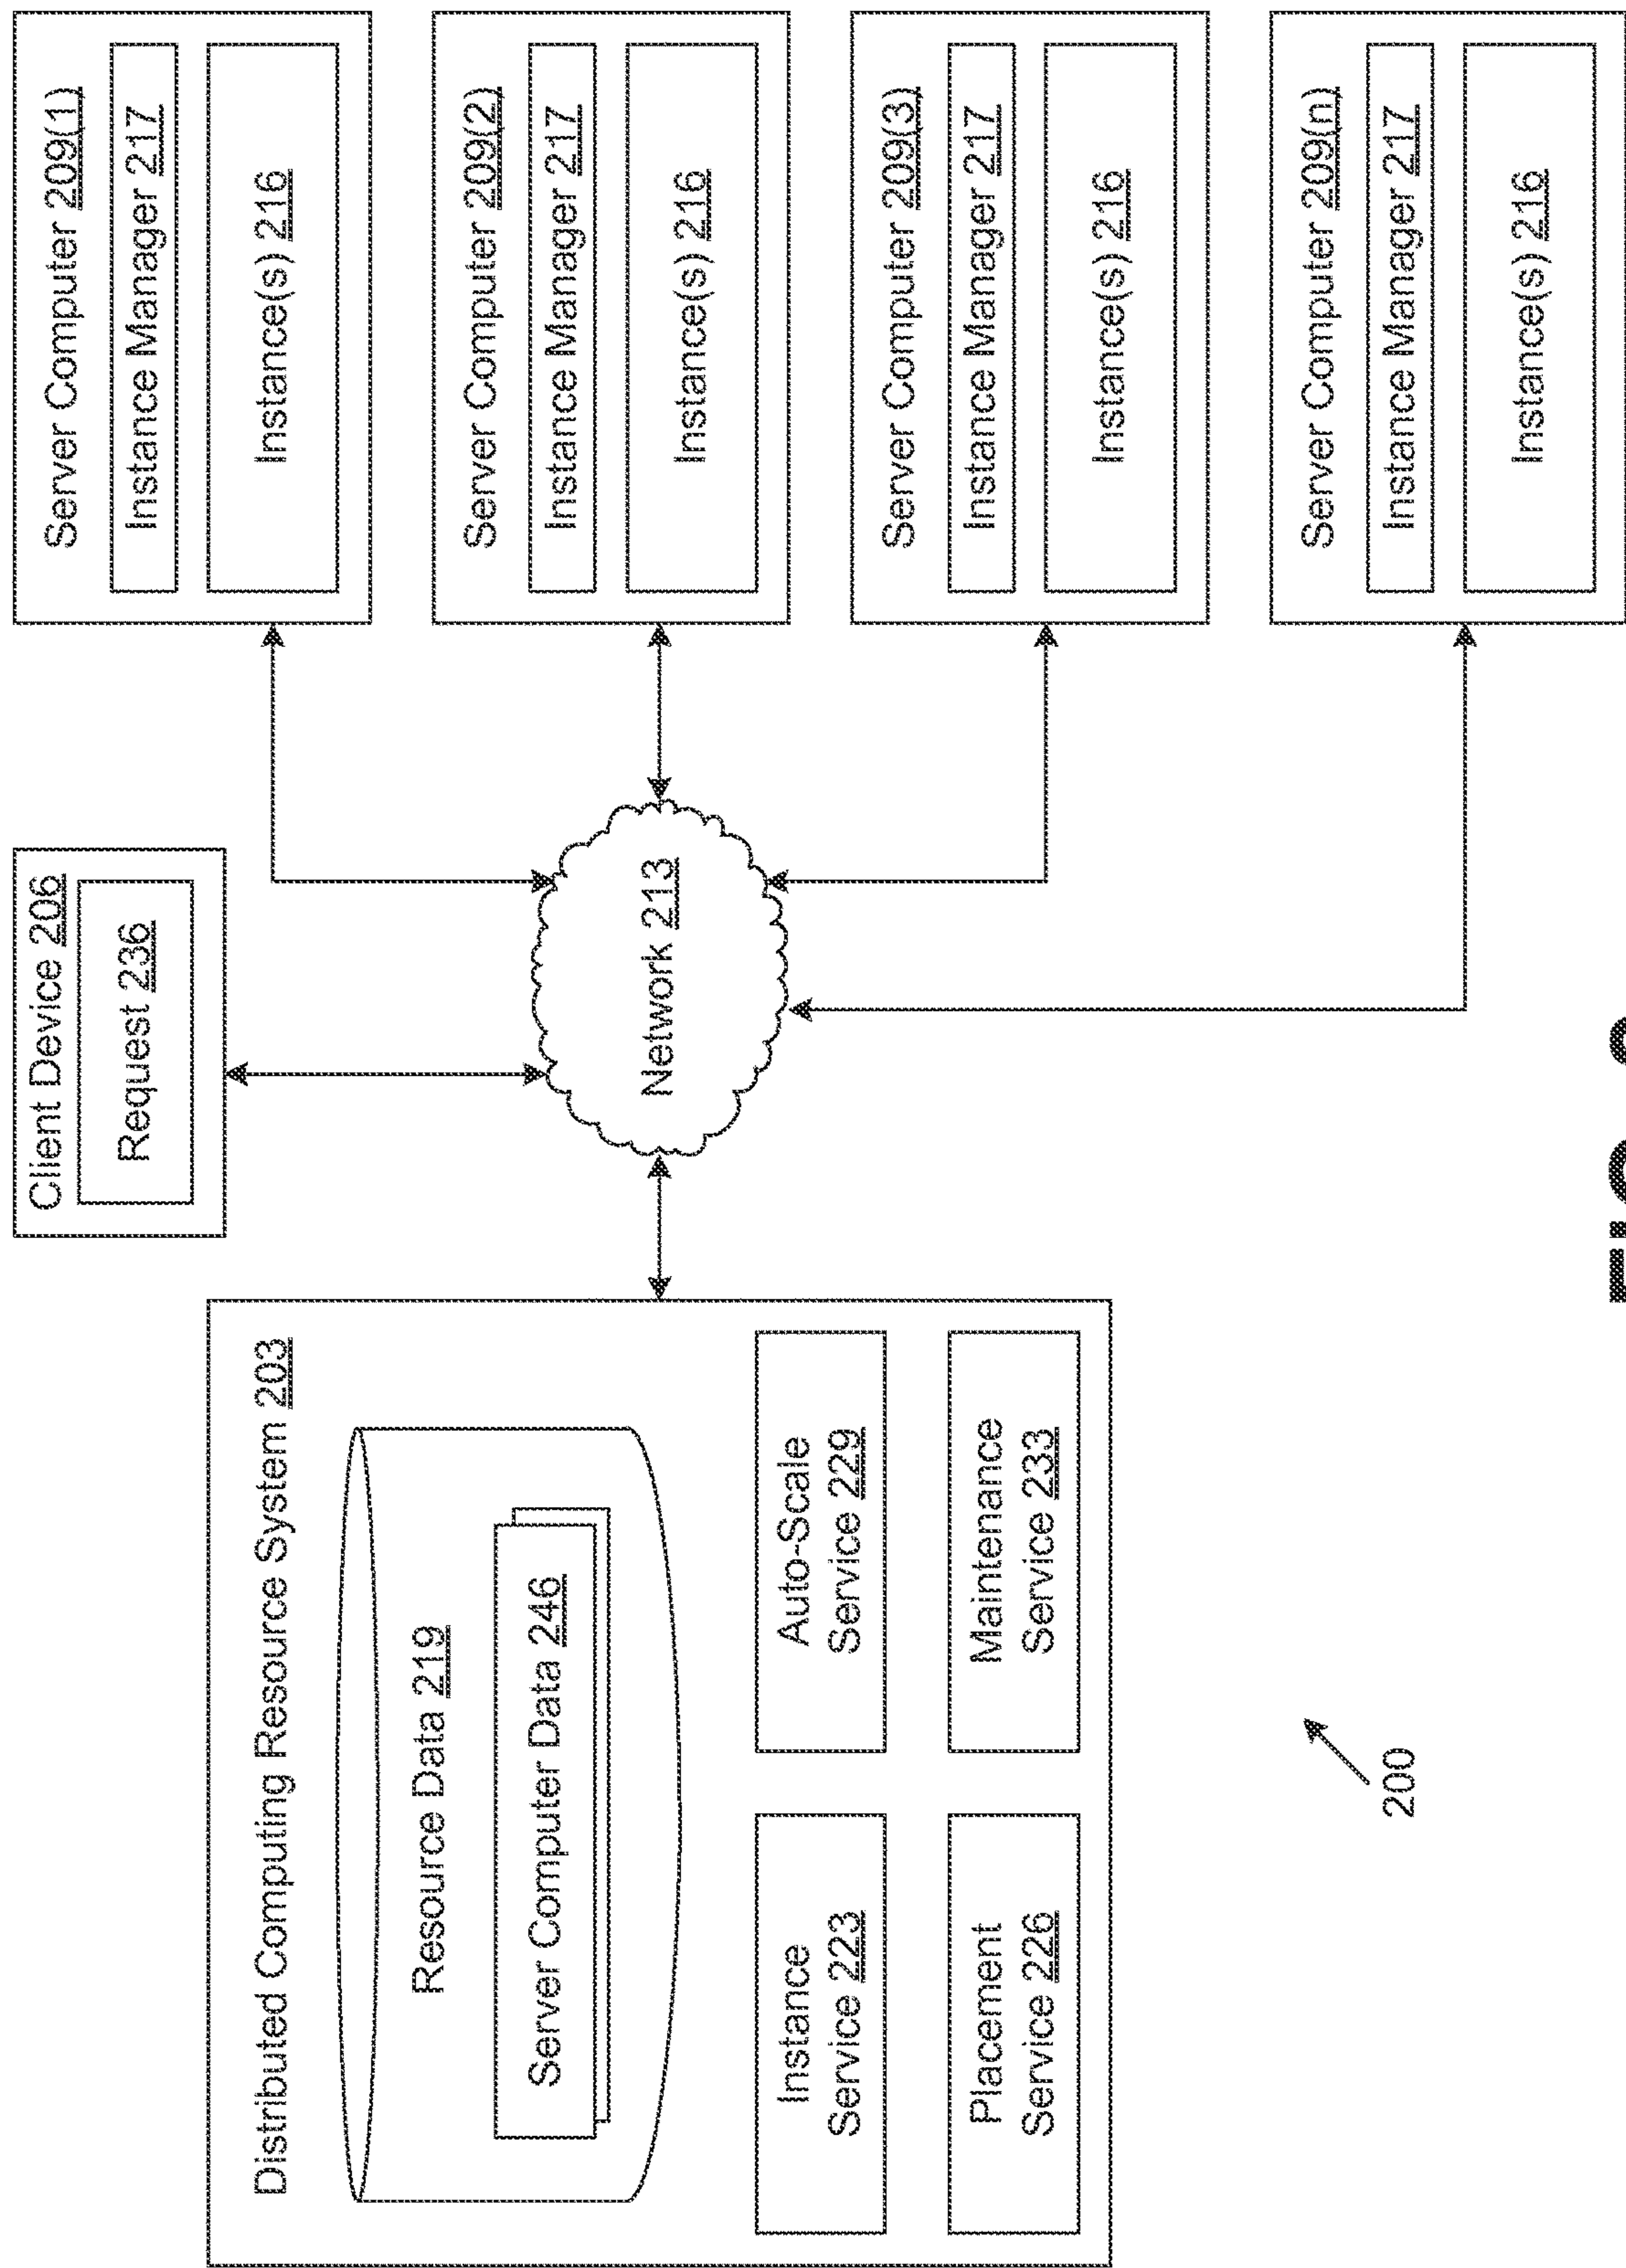 Distributed Computing Resource System 203
Resource Data 219
Server Computer Data 246
Instance
Service 223
Auto-Scale
Service 229
Placement
Service 226
Maintenance
Service 233
Client Device 206
Request 236
Network 213
Server Computer 209(1)
Instance Manager 217
Instance(s) 216
Server Computer 209(2)
Instance Manager 217
Instance(s) 216
Server Computer 209(3)
Instance Manager 217
Instance(s) 216
Server Computer 209(n)
Instance Manager 217
Instance(s) 216
200